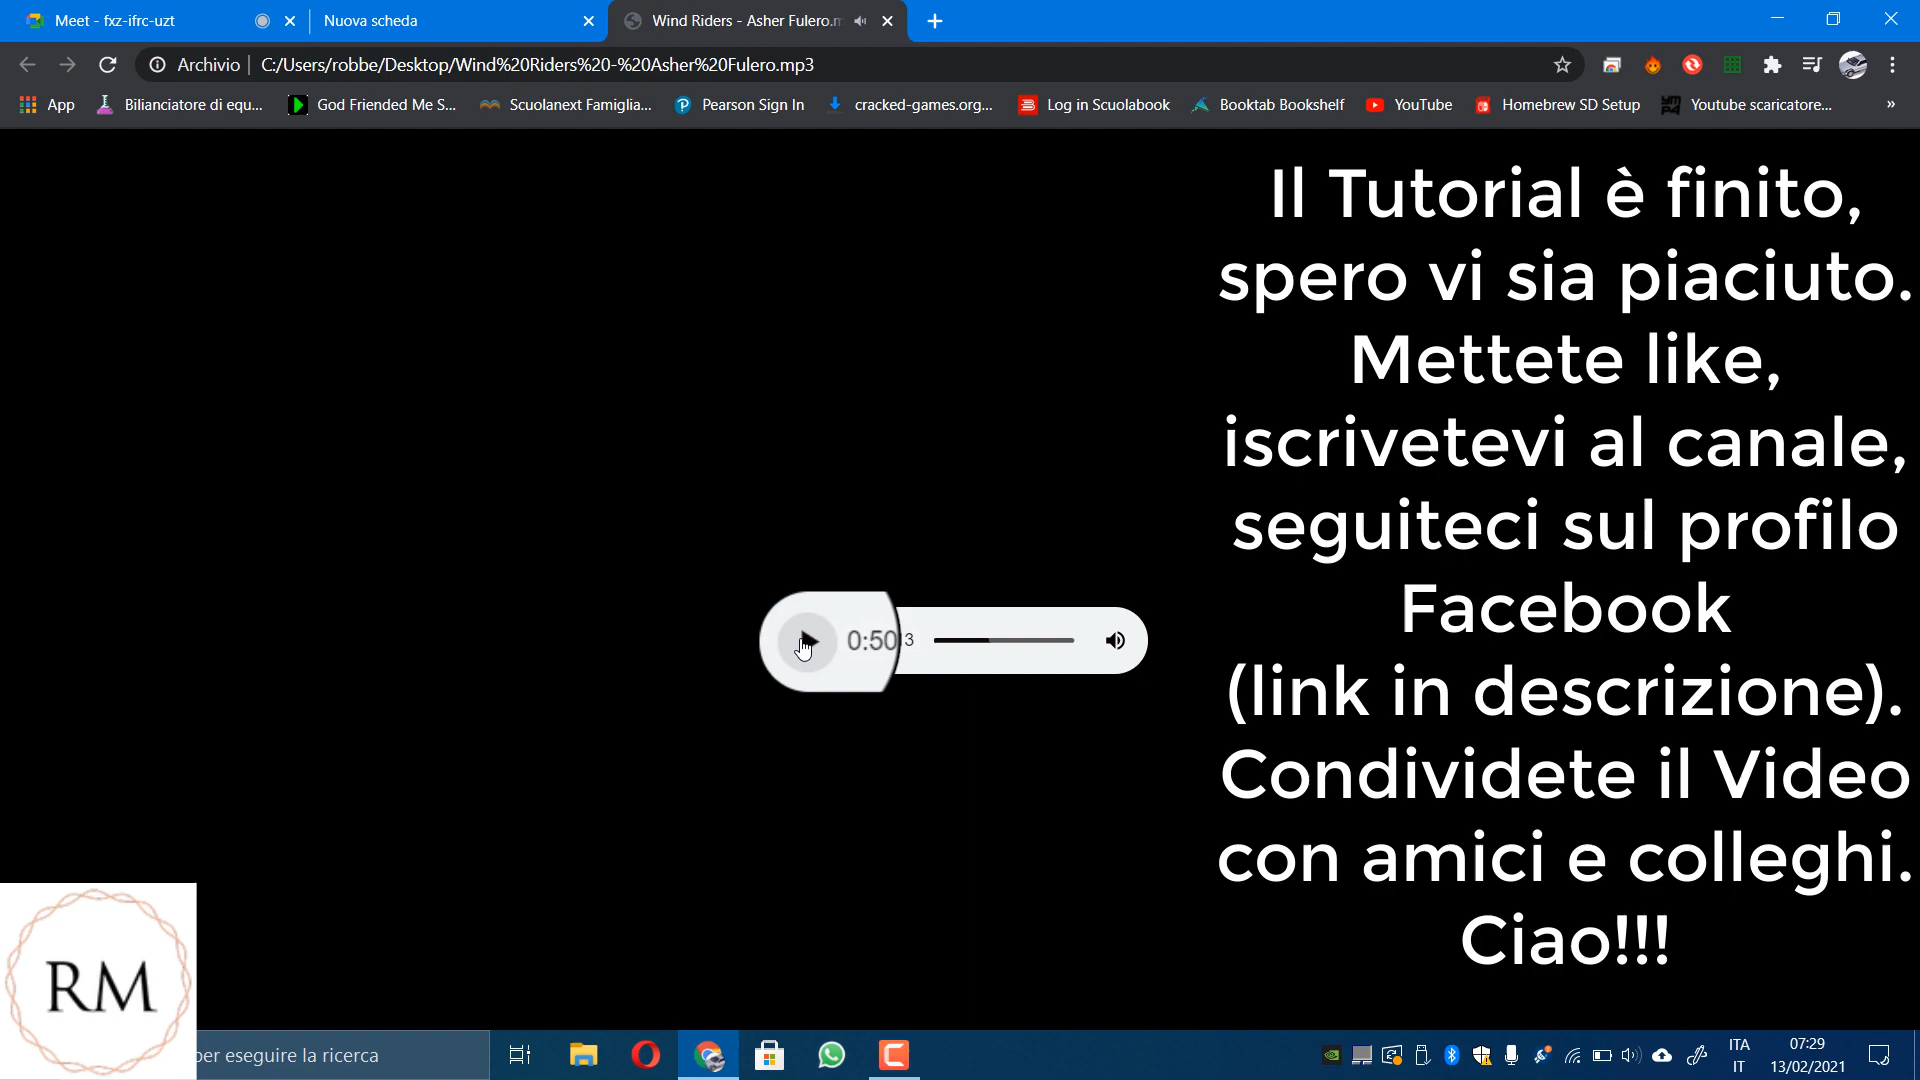 Meet - fxz-ifrc-uzt
Nuova scheda
Wind Riders - Asher Fulero.m
Archivio
C:/Users/robbe/Desktop/Wind%20Riders%20-%20Asher%20Fulero.mp3
App
Bilianciatore di equ...
God Friended Me S...
Scuolanext Famiglia...
Pearson Sign In
cracked-games.org...
Log in Scuolabook
Booktab Bookshelf
YouTube
Homebrew SD Setup
Youtube scaricatore...
»
Il Tutorial è finito,
spero vi sia piaciuto.
Mettete like,
iscrivetevi al canale,
seguiteci sul profilo
Facebook
(link in descrizione).
Condividete il Video
con amici e colleghi.
Ciao!!!
0:50
3
RM
per eseguire la ricerca
ITA
IT
07:29
13/02/2021